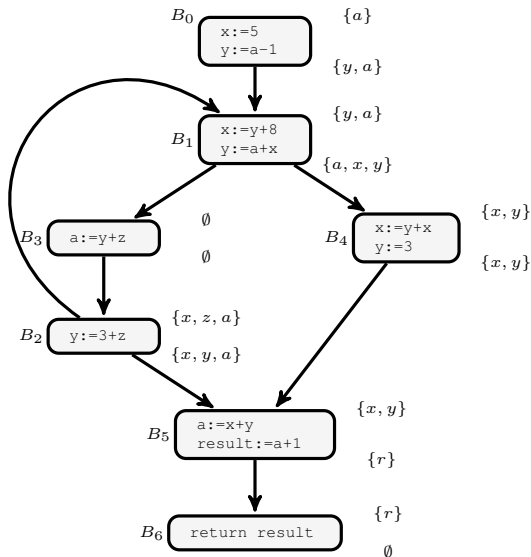 B₀
x:=5
y:=a−1
{a}
{y, a}
B₁
x:=y+8
y:=a+x
{y, a}
{a, x, y}
B₃
a:=y+z
∅
∅
B₄
x:=y+x
y:=3
{x, y}
{x, y}
B₂
y:=3+z
{x, z, a}
{x, y, a}
B₅
a:=x+y
result:=a+1
{x, y}
{r}
B₆
return result
{r}
∅